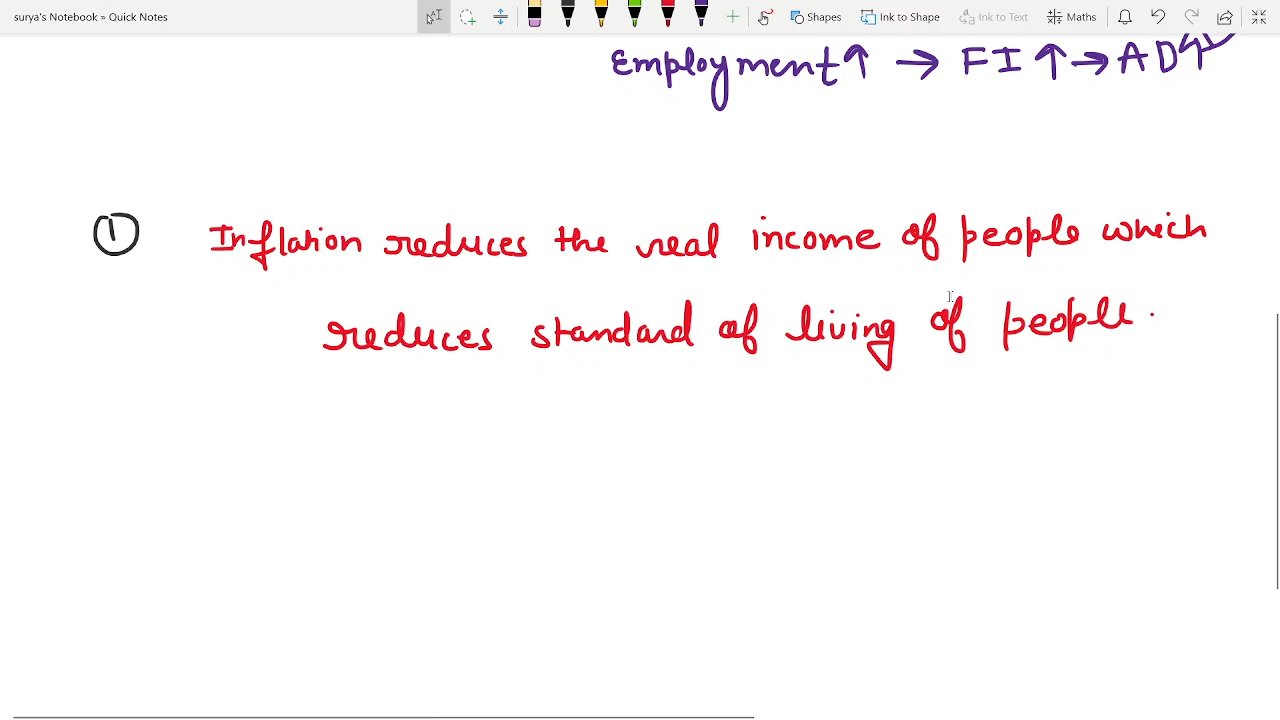 surya's Notebook » Quick Notes
Shapes Ink to Shape Ink to Text Maths
Employment↑ → FI↑ → AD↑
① Inflation reduces the real income of people which
reduces standard of living of people.